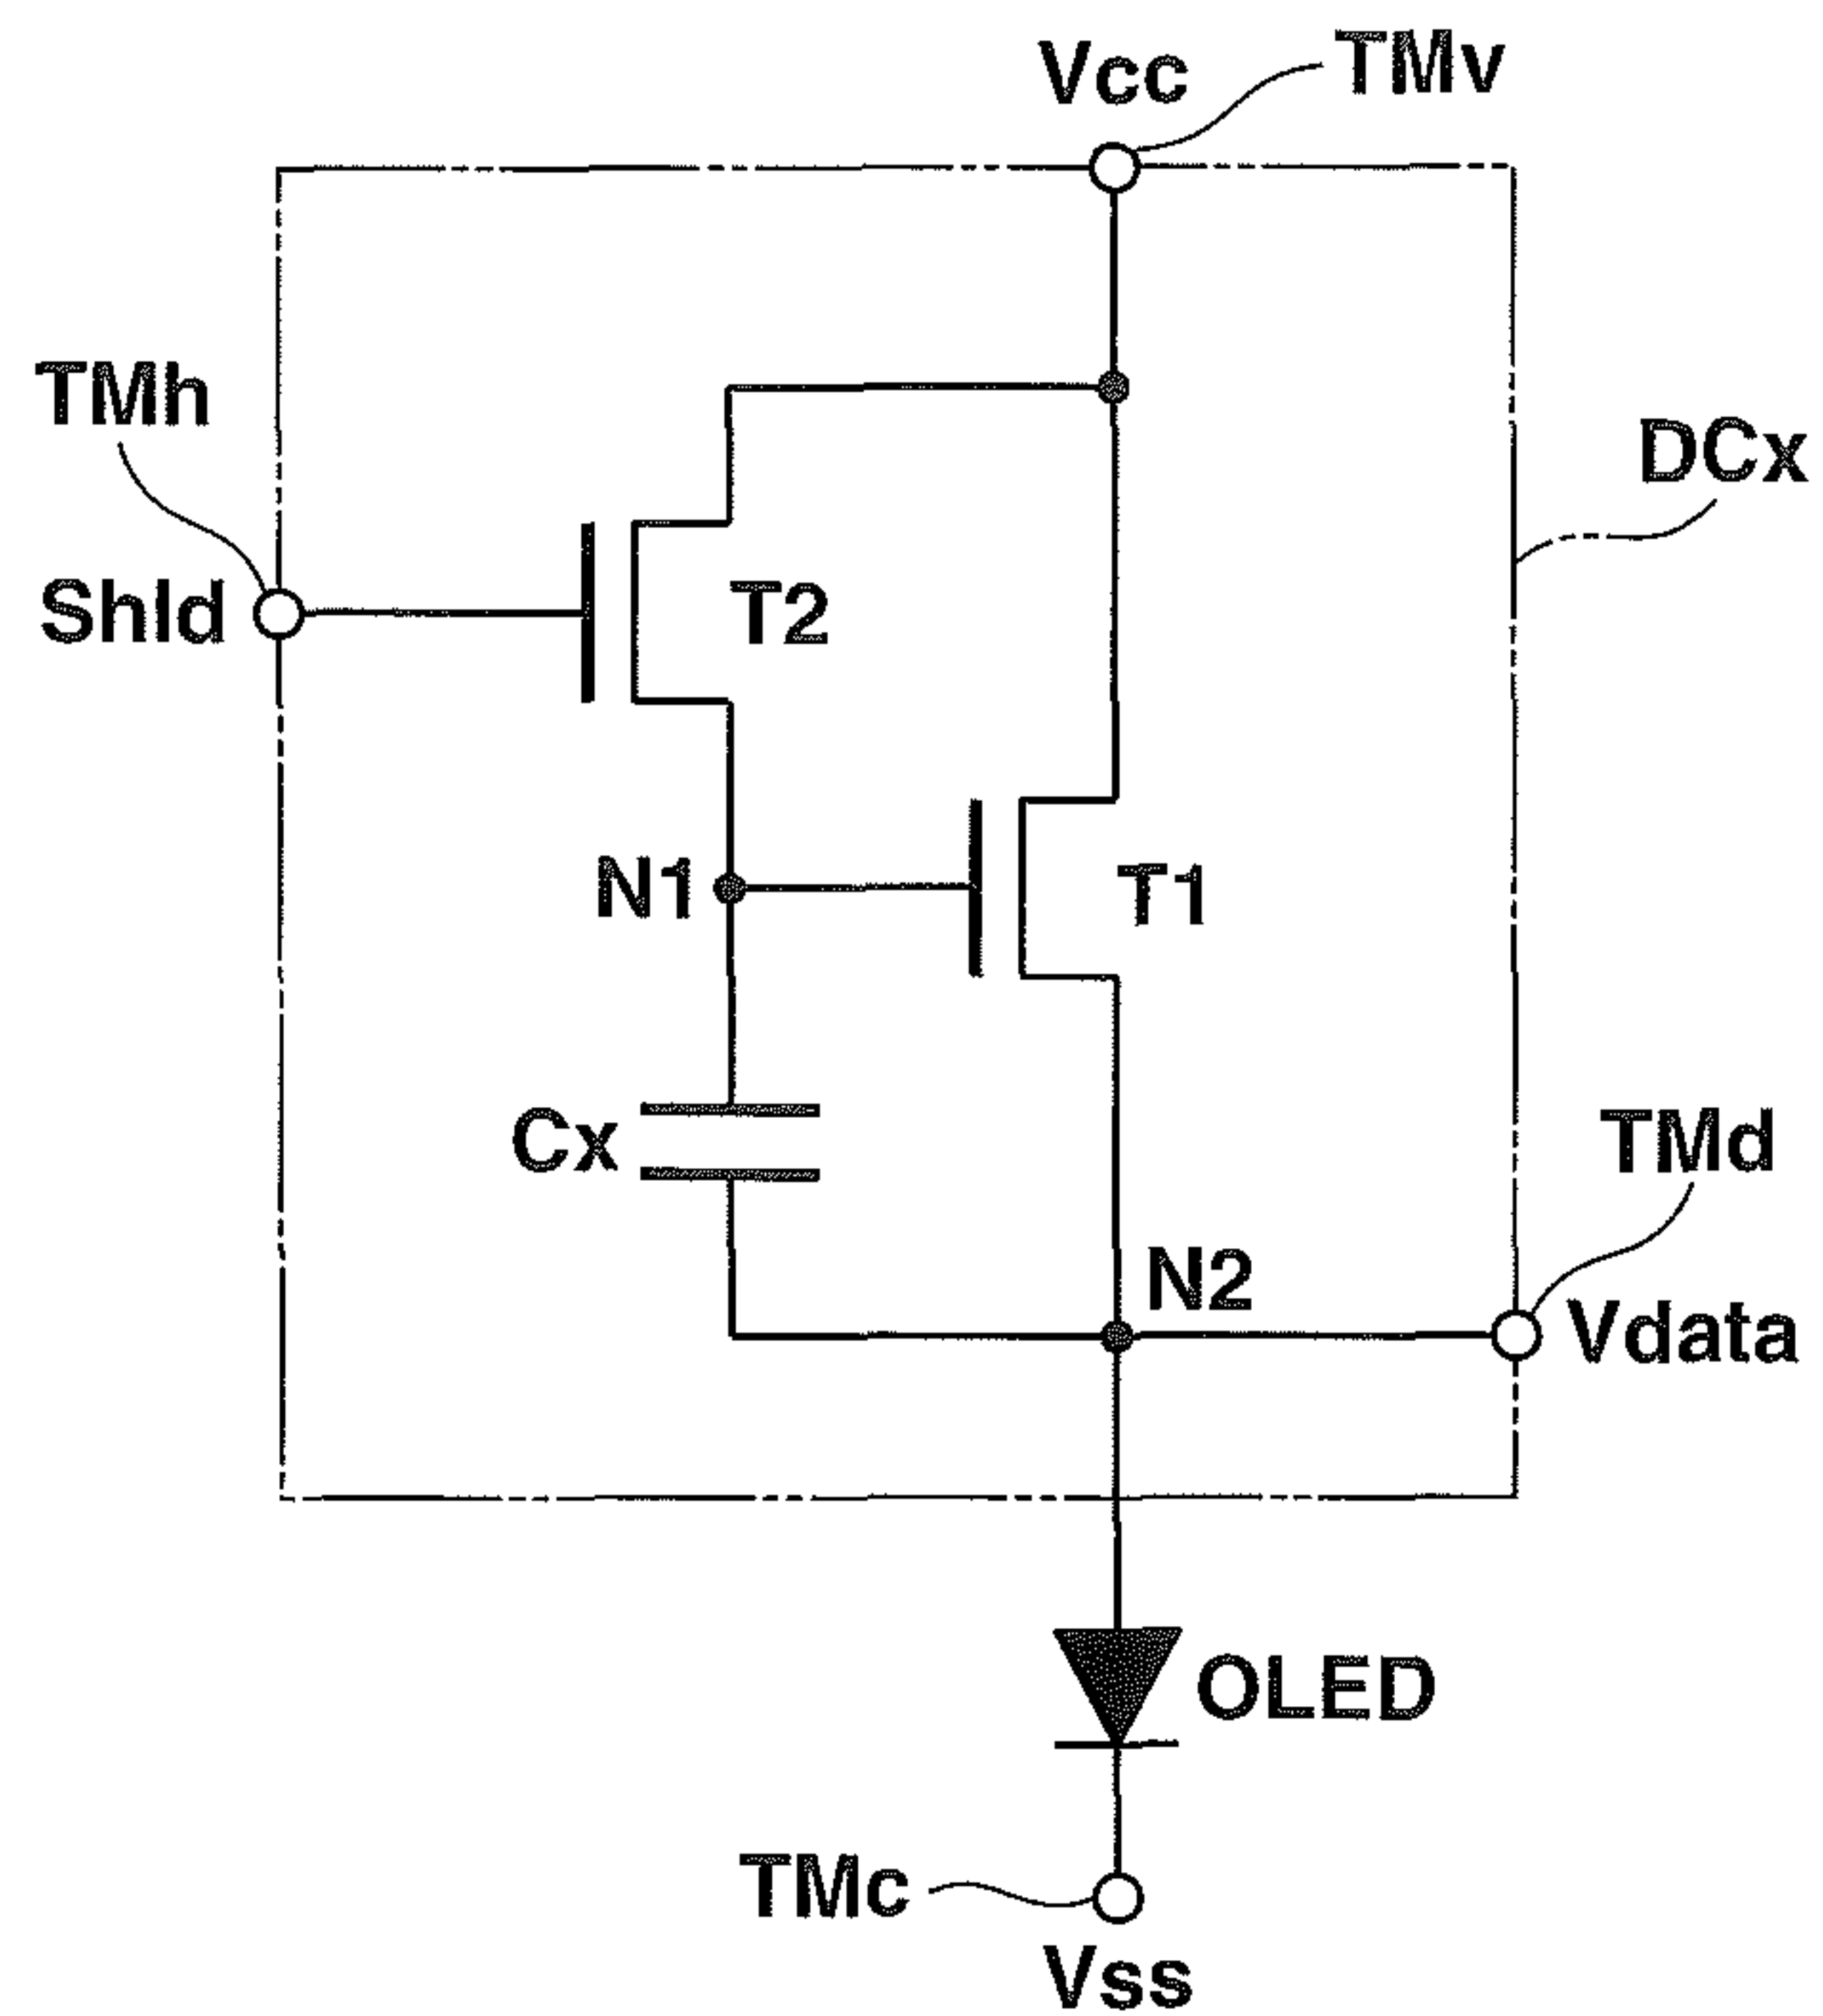 Vcc
TMv
TMh
DCx
Shld
T2
N1
T1
Cx
TMd
N2
Vdata
OLED
TMc
Vss